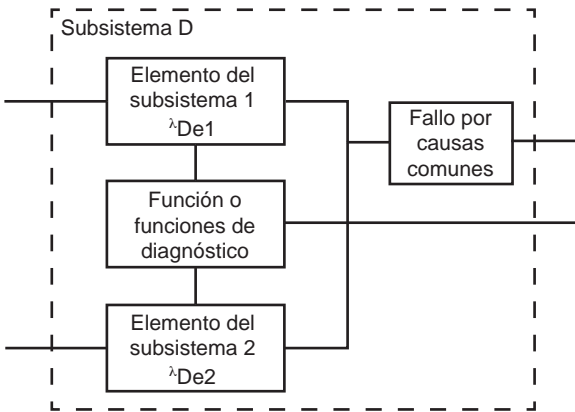 Subsistema D
Elemento del
subsistema 1
λDe1
Fallo por
causas
comunes
Función o
funciones de
diagnóstico
Elemento del
subsistema 2
λDe2